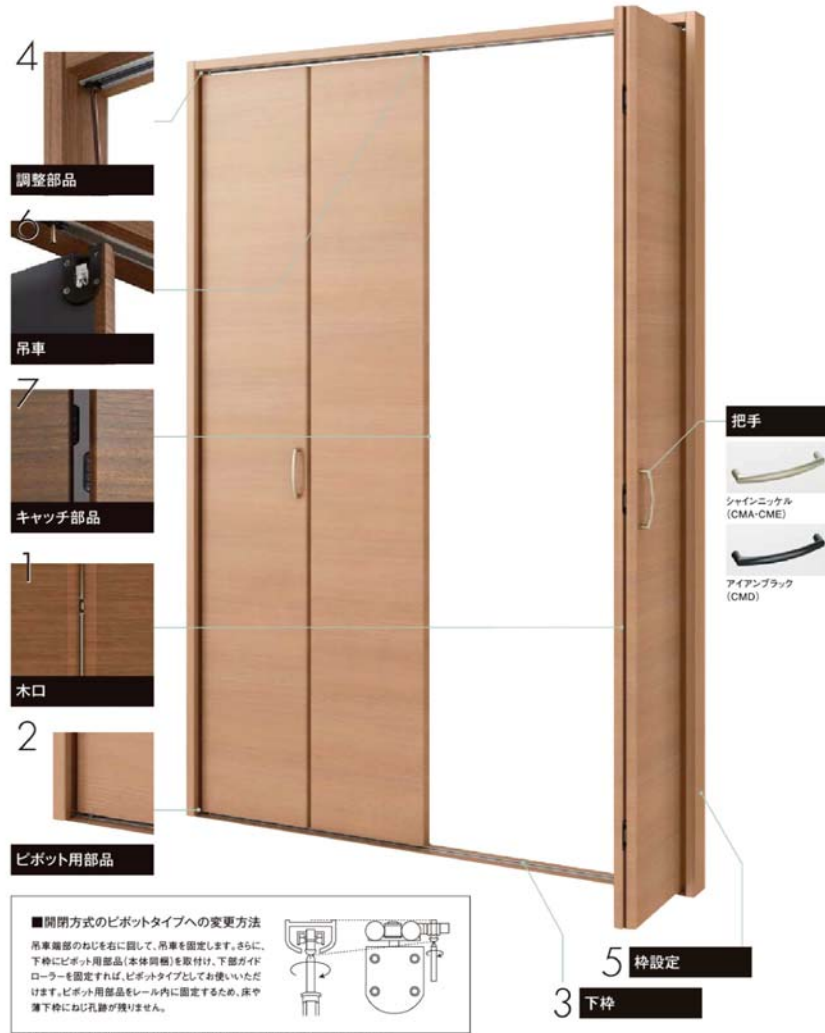 4
調整部品
6
吊車
7
キャッチ部品
1
木口
2
ピボット用部品
把手
シャインニッケル
(CMA·CME)
アイアンブラック
(CMD)
5 枠設定
3 下枠
■開閉方式のピボットタイプへの変更方法
吊車端部のねじを右に回して、吊車を固定します。さらに、
下枠にピボット用部品(本体同梱)を取付け、下部ガイド
ローラーを固定すれば、ピボットタイプとしてお使いいただ
けます。ピボット用部品をレール内に固定するため、床や
薄下枠にねじ孔跡が残りません。